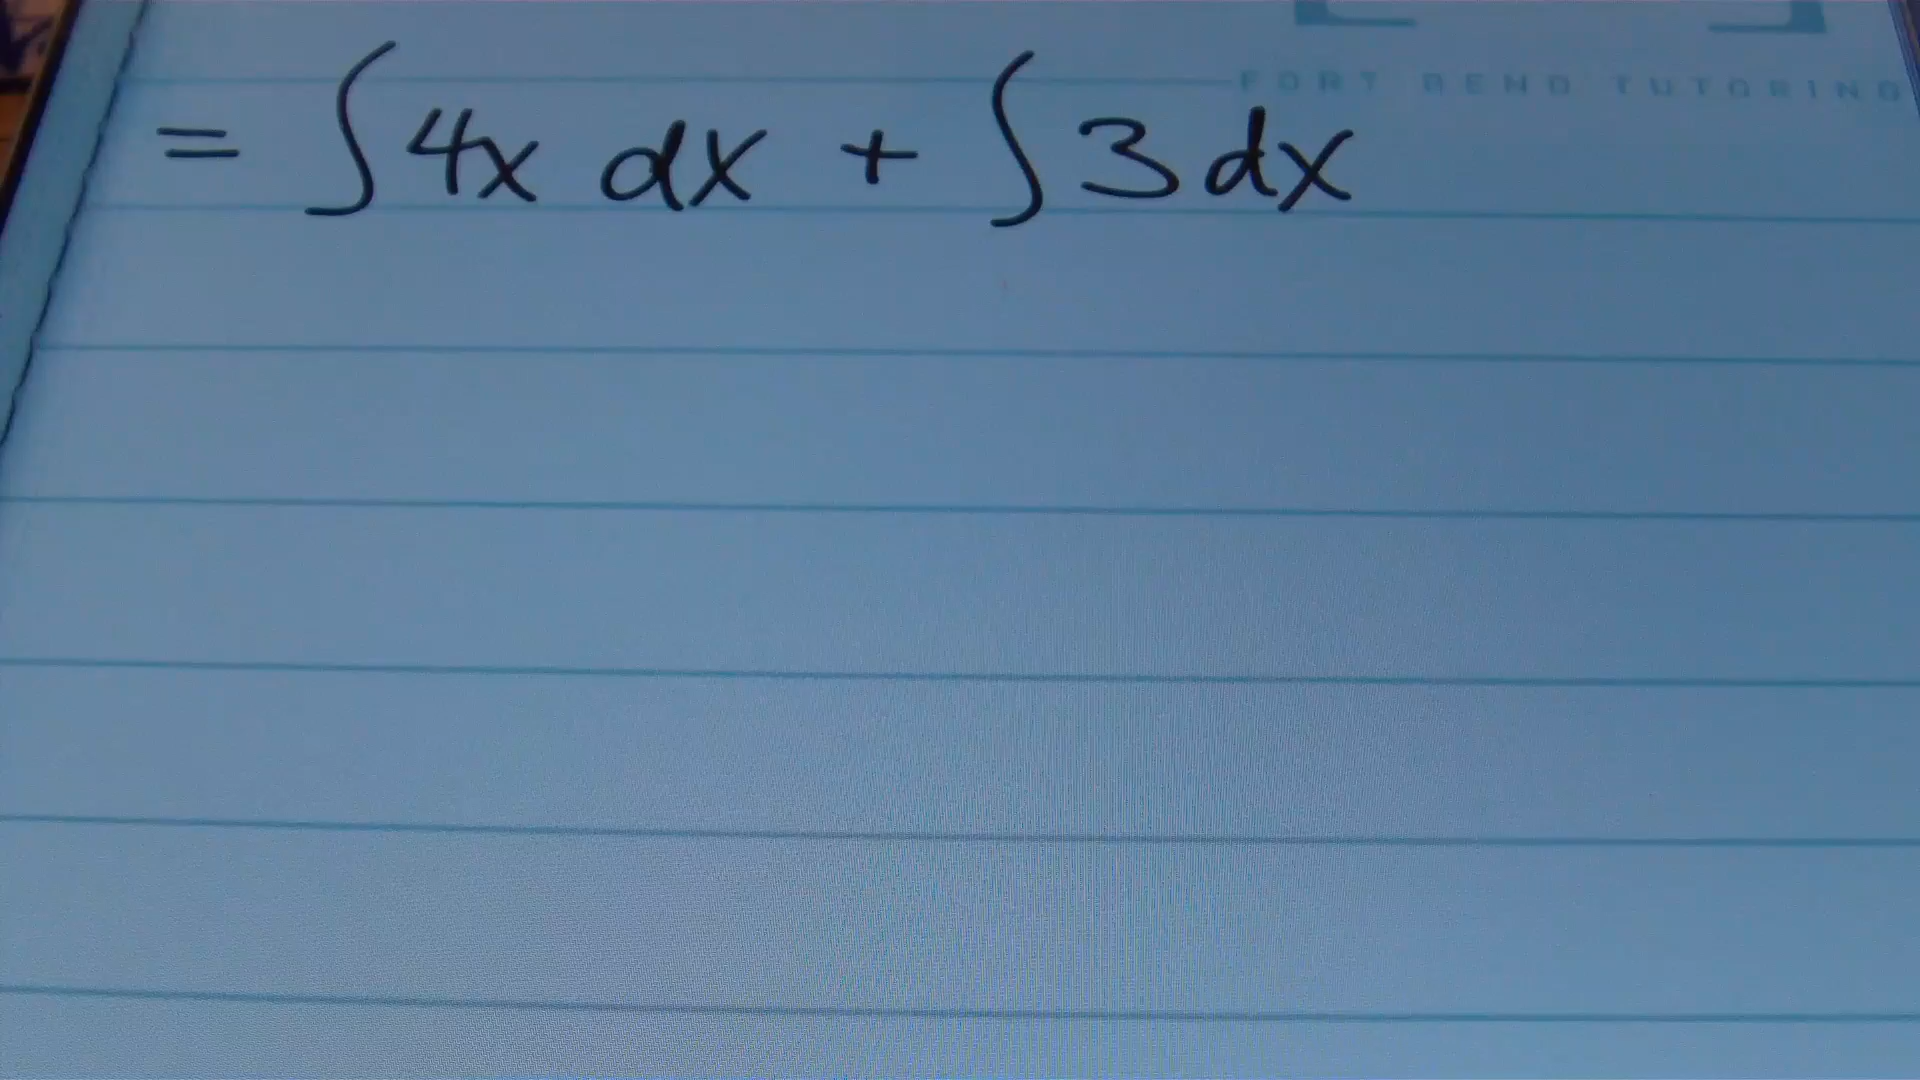 FORT BEND TUTORING
= ∫4x dx + ∫3dx